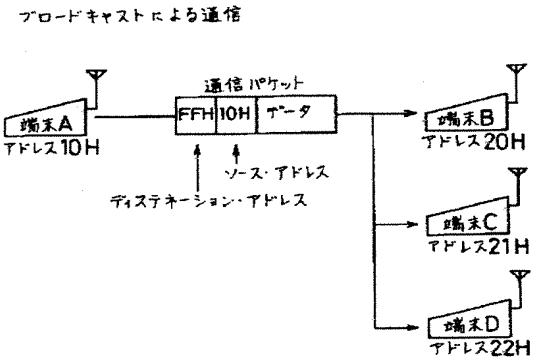 ブロードキャストによる通信
通信パケット
端末A
アドレス10H
FFH 10H データ
ソース・アドレス
ディステネーション・アドレス
端末B
アドレス20H
端末C
アドレス21H
端末D
アドレス22H